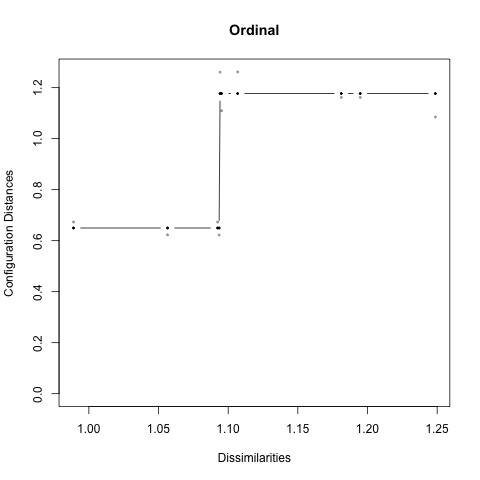 Ordinal
Configuration Distances
0.0 0.2 0.4 0.6 0.8 1.0 1.2
1.00 1.05 1.10 1.15 1.20 1.25
Dissimilarities